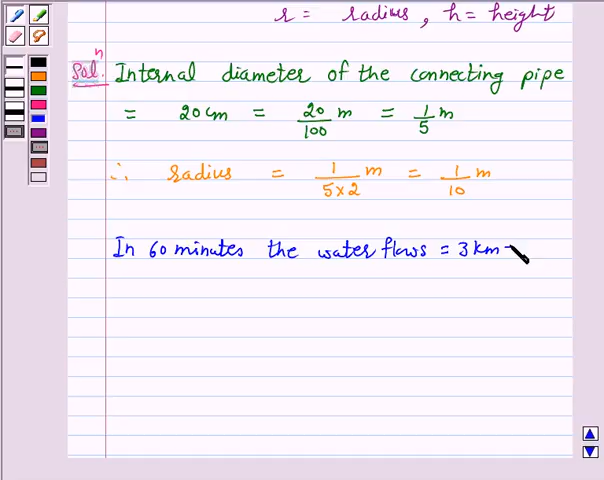 r = radius, h = height
Solⁿ. Internal diameter of the connecting pipe
= 20 cm = 20/100 m = 1/5 m
∴ radius = 1/5×2 m = 1/10 m
In 60 minutes the water flows = 3 km -